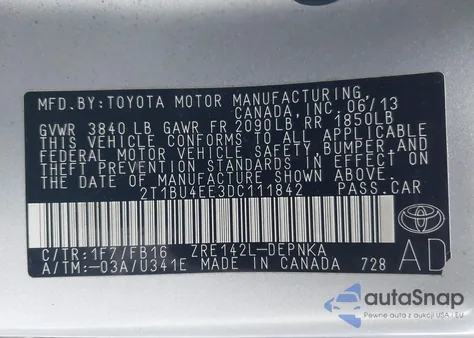 MFD. BY: TOYOTA MOTOR MANUFACTURING,
CANADA, INC. 06/13
GVWR 3840 LB GAWR FR 2090LB RR 1850LB
THIS VEHICLE CONFORMS TO ALL APPLICABLE
FEDERAL MOTOR VEHICLE SAFETY, BUMPER, AND
THEFT PREVENTION STANDARDS IN EFFECT ON
THE DATE OF MANUFACTURE SHOWN ABOVE.
2T1BU4EE3DC111842 PASS. CAR
C/TR: 1F7/FB16 ZRE142L-DEPNKA
A/TM: -03A/U341E MADE IN CANADA 728
AD
autoSnap
Pewne auta z aukcji USA i EU